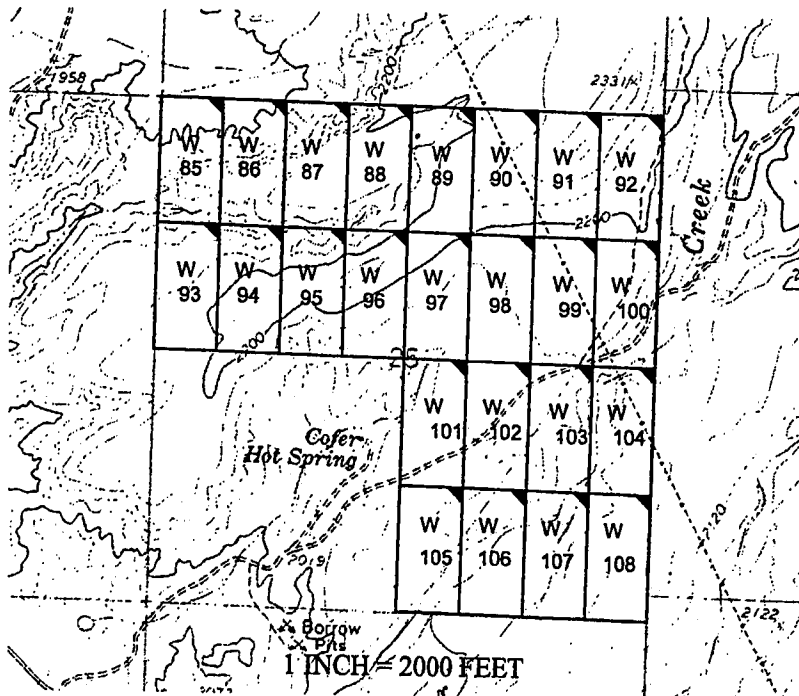 1958
2200
2331
W 85
W 86
W 87
W 88
W 89
W 90
W 91
W 92
Creek
2200
W 93
W 94
W 95
W 96
W 97
W 98
W 99
W 100
2200
W 101
W 102
W 103
W 104
Cofer
Hot Spring
W 105
W 106
W 107
W 108
2120
2019
2122
Borrow
Pits
1 INCH = 2000 FEET